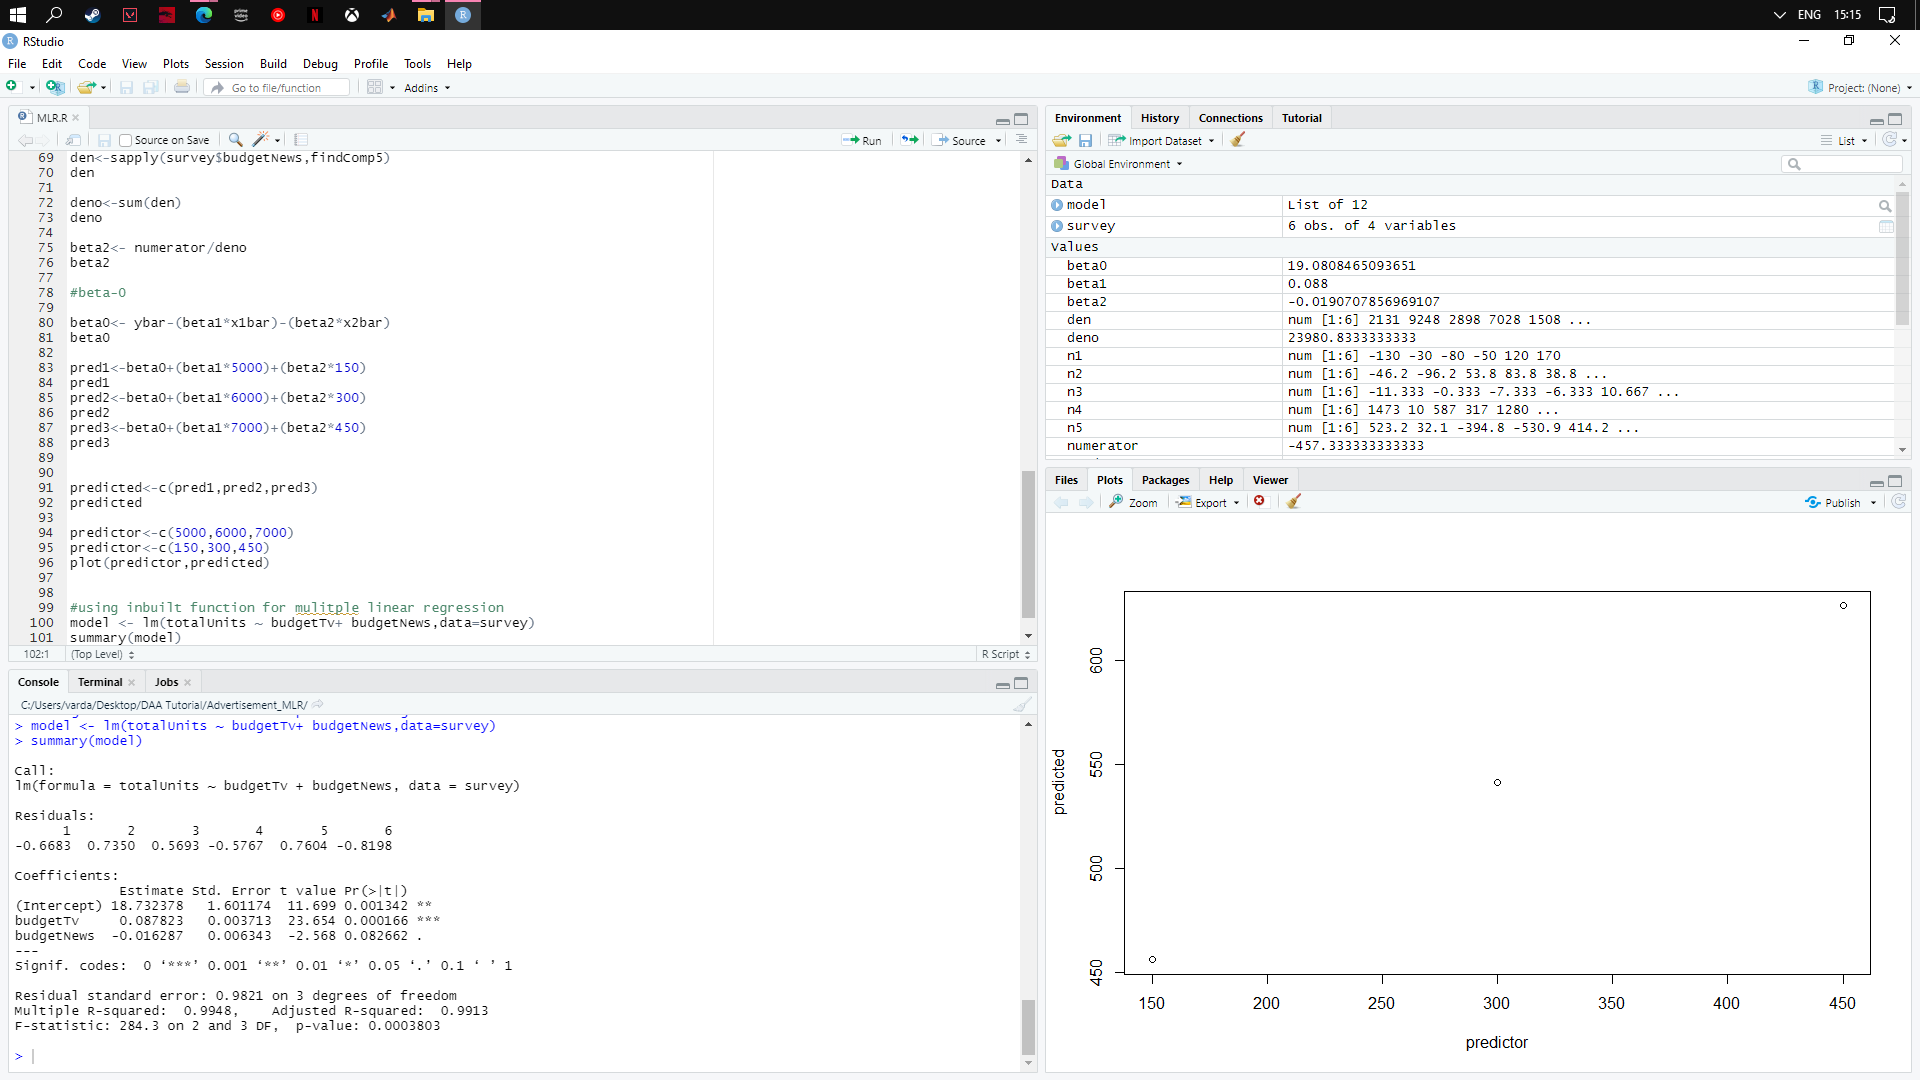 ENG 15:15
RStudio
File Edit Code View Plots Session Build Debug Profile Tools Help
Go to file/function Addins Project: (None)
MLR.R
Source on Save Run Source
69 den<-sapply(survey$budgetNews,findComp5)
70 den
71
72 deno<-sum(den)
73 deno
74
75 beta2<- numerator/deno
76 beta2
77
78 #beta-0
79
80 beta0<- ybar-(beta1*x1bar)-(beta2*x2bar)
81 beta0
82
83 pred1<-beta0+(beta1*5000)+(beta2*150)
84 pred1
85 pred2<-beta0+(beta1*6000)+(beta2*300)
86 pred2
87 pred3<-beta0+(beta1*7000)+(beta2*450)
88 pred3
89
90
91 predicted<-c(pred1,pred2,pred3)
92 predicted
93
94 predictor<-c(5000,6000,7000)
95 predictor<-c(150,300,450)
96 plot(predictor,predicted)
97
98
99 #using inbuilt function for mulitple linear regression
100 model <- lm(totalUnits ~ budgetTv+ budgetNews,data=survey)
101 summary(model)
102:1 (Top Level) R Script
Console Terminal Jobs
C:/Users/varda/Desktop/DAA Tutorial/Advertisement_MLR/
> model <- lm(totalUnits ~ budgetTv+ budgetNews,data=survey)
> summary(model)
Call:
lm(formula = totalUnits ~ budgetTv + budgetNews, data = survey)
Residuals:
1 2 3 4 5 6
-0.6683 0.7350 0.5693 -0.5767 0.7604 -0.8198
Coefficients:
Estimate Std. Error t value Pr(>|t|)
(Intercept) 18.732378 1.601174 11.699 0.001342 **
budgetTv 0.087823 0.003713 23.654 0.000166 ***
budgetNews -0.016287 0.006343 -2.568 0.082662 .
---
Signif. codes: 0 ‘***’ 0.001 ‘**’ 0.01 ‘*’ 0.05 ‘.’ 0.1 ‘ ’ 1
Residual standard error: 0.9821 on 3 degrees of freedom
Multiple R-squared: 0.9948, Adjusted R-squared: 0.9913
F-statistic: 284.3 on 2 and 3 DF, p-value: 0.0003803
>
Environment History Connections Tutorial
Import Dataset List
Global Environment
Data
model List of 12
survey 6 obs. of 4 variables
Values
beta0 19.0808465093651
beta1 0.088
beta2 -0.0190707856969107
den num [1:6] 2131 9248 2898 7028 1508 ...
deno 23980.8333333333
n1 num [1:6] -130 -30 -80 -50 120 170
n2 num [1:6] -46.2 -96.2 53.8 83.8 38.8 ...
n3 num [1:6] -11.333 -0.333 -7.333 -6.333 10.667 ...
n4 num [1:6] 1473 10 587 317 1280 ...
n5 num [1:6] 523.2 32.1 -394.8 -530.9 414.2 ...
numerator -457.333333333333
Files Plots Packages Help Viewer
Zoom Export Publish
600
550
500
450
predicted
150 200 250 300 350 400 450
predictor